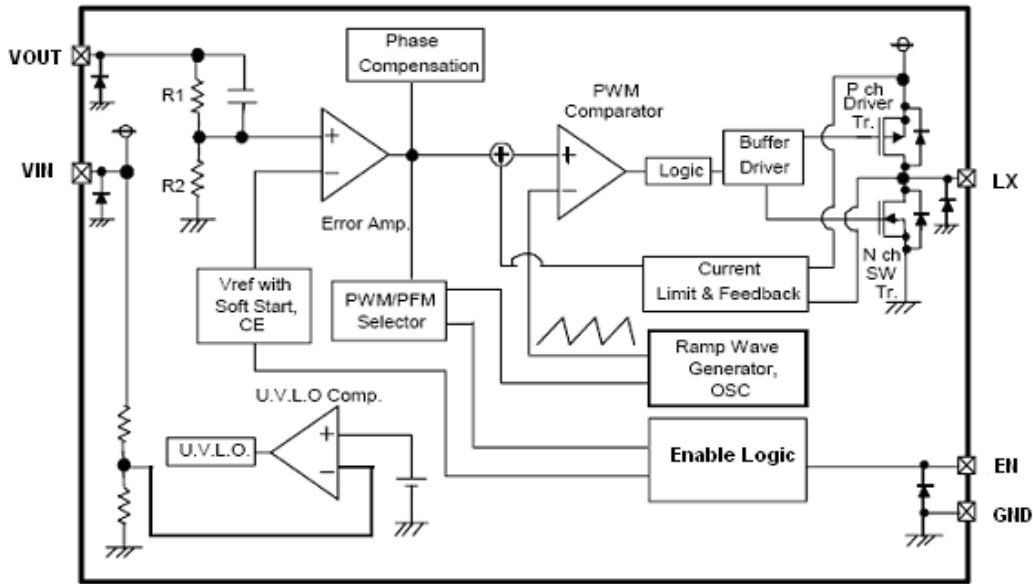 VOUT
R1
VIN
R2
Phase
Compensation
+
−
Error Amp.
PWM
Comparator
+
+
−
Logic
Buffer
Driver
P ch
Driver
Tr.
LX
N ch
SW
Tr.
Current
Limit & Feedback
Vref with
Soft Start,
CE
PWM/PFM
Selector
Ramp Wave
Generator,
OSC
U.V.L.O Comp.
U.V.L.O.
+
−
Enable Logic
EN
GND